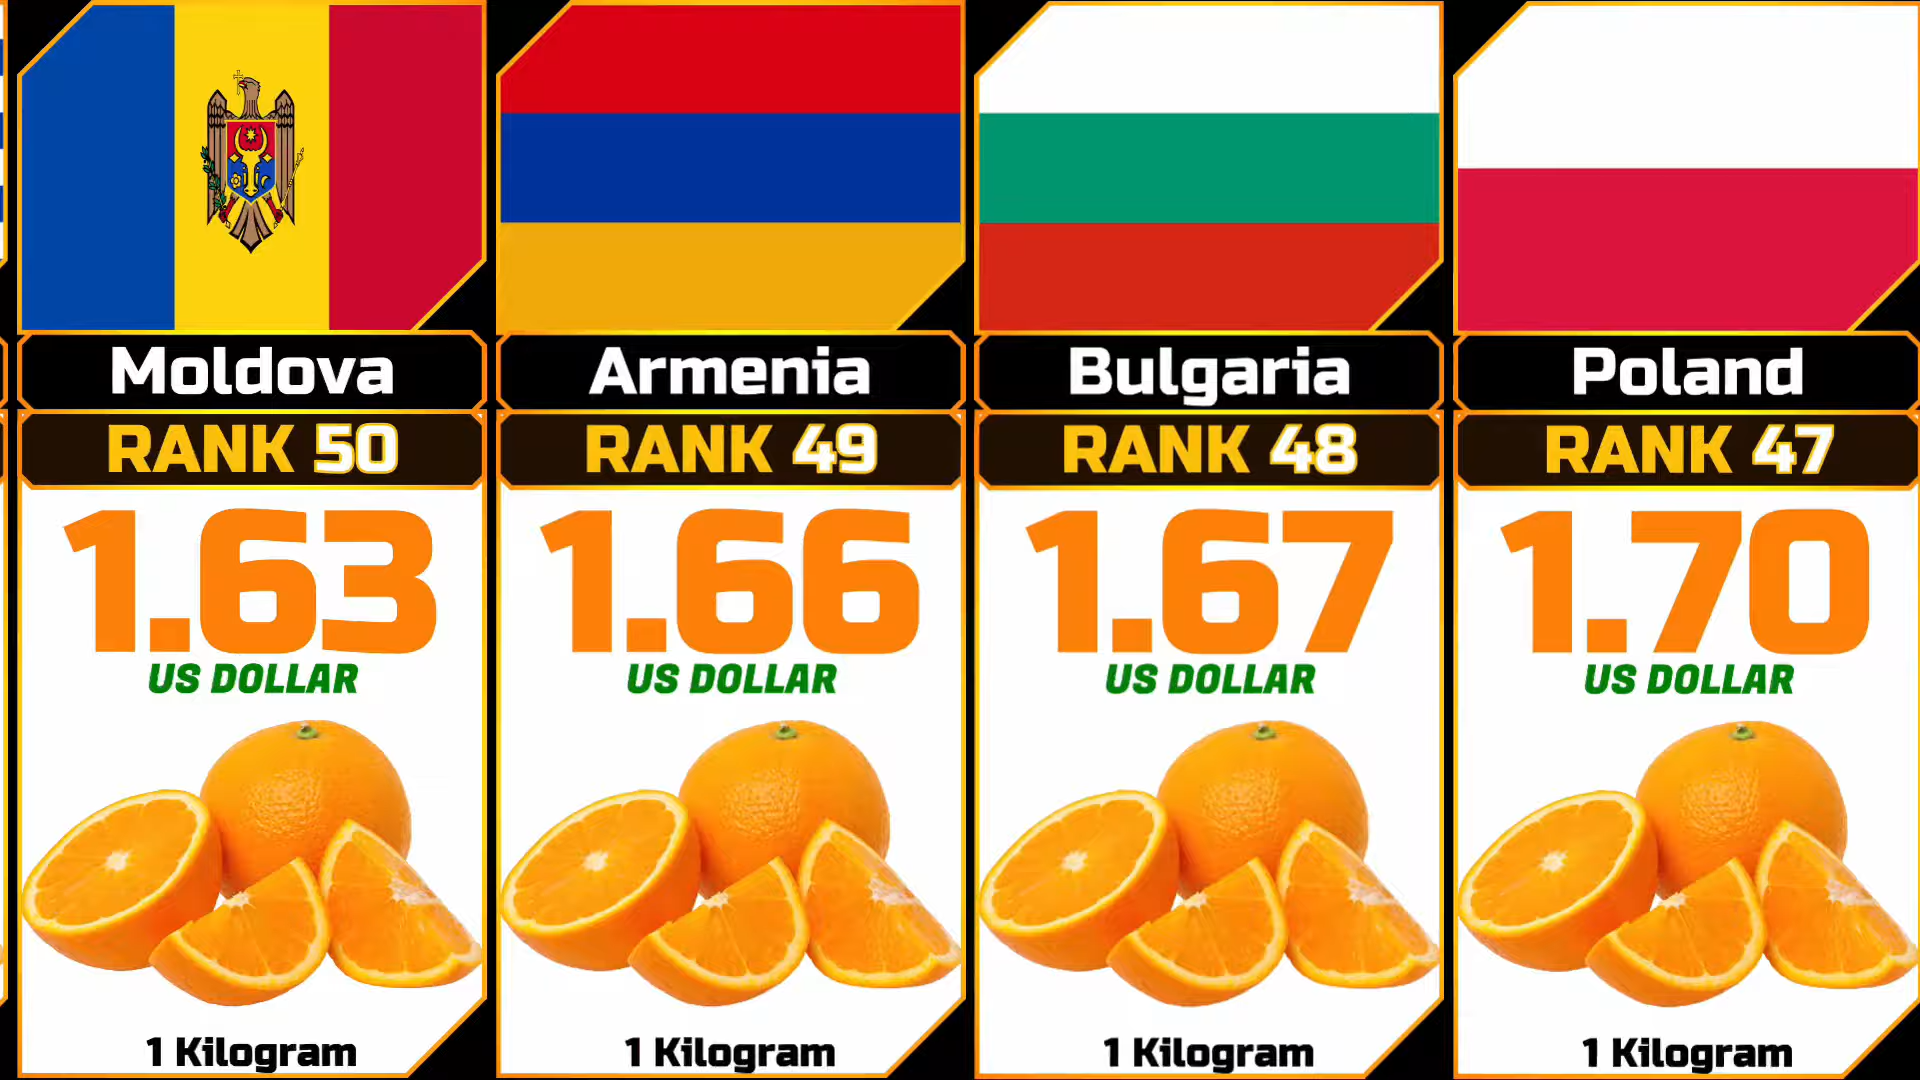 Moldova
RANK 50
1.63
US DOLLAR
1 Kilogram
Armenia
RANK 49
1.66
US DOLLAR
1 Kilogram
Bulgaria
RANK 48
1.67
US DOLLAR
1 Kilogram
Poland
RANK 47
1.70
US DOLLAR
1 Kilogram